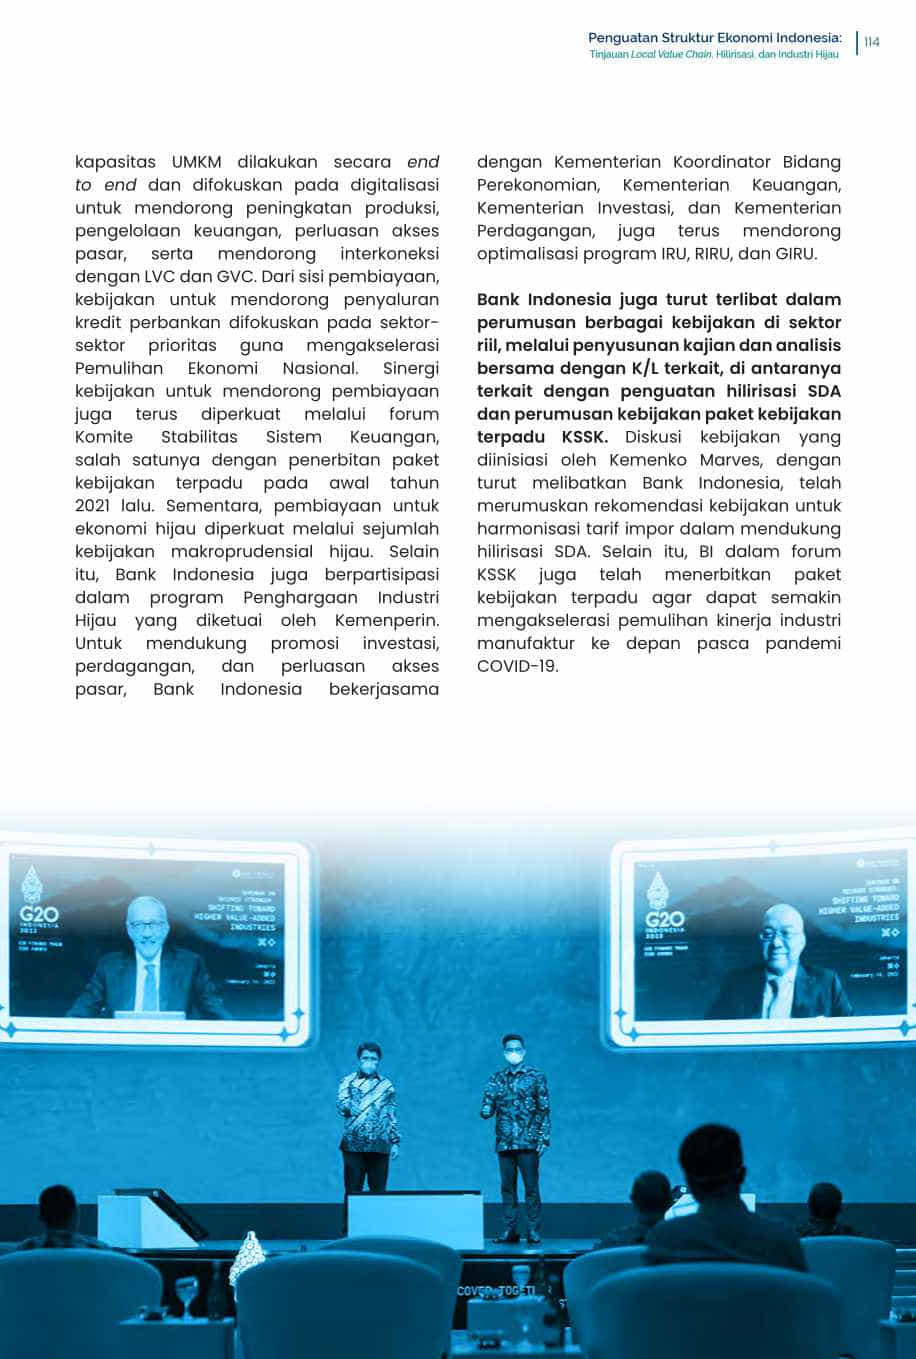 Penguatan Struktur Ekonomi Indonesia:
Tinjauan Local Value Chain, Hilirisasi, dan Industri Hijau
114
kapasitas UMKM dilakukan secara end
to end dan difokuskan pada digitalisasi
untuk mendorong peningkatan produksi,
pengelolaan keuangan, perluasan akses
pasar, serta mendorong interkoneksi
dengan LVC dan GVC. Dari sisi pembiayaan,
kebijakan untuk mendorong penyaluran
kredit perbankan difokuskan pada sektor-
sektor prioritas guna mengakselerasi
Pemulihan Ekonomi Nasional. Sinergi
kebijakan untuk mendorong pembiayaan
juga terus diperkuat melalui forum
Komite Stabilitas Sistem Keuangan,
salah satunya dengan penerbitan paket
kebijakan terpadu pada awal tahun
2021 lalu. Sementara, pembiayaan untuk
ekonomi hijau diperkuat melalui sejumlah
kebijakan makroprudensial hijau. Selain
itu, Bank Indonesia juga berpartisipasi
dalam program Penghargaan Industri
Hijau yang diketuai oleh Kemenperin.
Untuk mendukung promosi investasi,
perdagangan, dan perluasan akses
pasar, Bank Indonesia bekerjasama
dengan Kementerian Koordinator Bidang
Perekonomian, Kementerian Keuangan,
Kementerian Investasi, dan Kementerian
Perdagangan, juga terus mendorong
optimalisasi program IRU, RIRU, dan GIRU.
Bank Indonesia juga turut terlibat dalam
perumusan berbagai kebijakan di sektor
riil, melalui penyusunan kajian dan analisis
bersama dengan K/L terkait, di antaranya
terkait dengan penguatan hilirisasi SDA
dan perumusan kebijakan paket kebijakan
terpadu KSSK. Diskusi kebijakan yang
diinisiasi oleh Kemenko Marves, dengan
turut melibatkan Bank Indonesia, telah
merumuskan rekomendasi kebijakan untuk
harmonisasi tarif impor dalam mendukung
hilirisasi SDA. Selain itu, BI dalam forum
KSSK juga telah menerbitkan paket
kebijakan terpadu agar dapat semakin
mengakselerasi pemulihan kinerja industri
manufaktur ke depan pasca pandemi
COVID-19.
G20
INDONESIA
2022
SEMINAR ON
SHIFTING TOWARD
HIGHER VALUE-ADDED
INDUSTRIES
Jakarta
February 14, 2022
G20
INDONESIA
2022
SEMINAR ON
SHIFTING TOWARD
HIGHER VALUE-ADDED
INDUSTRIES
Jakarta
February 14, 2022